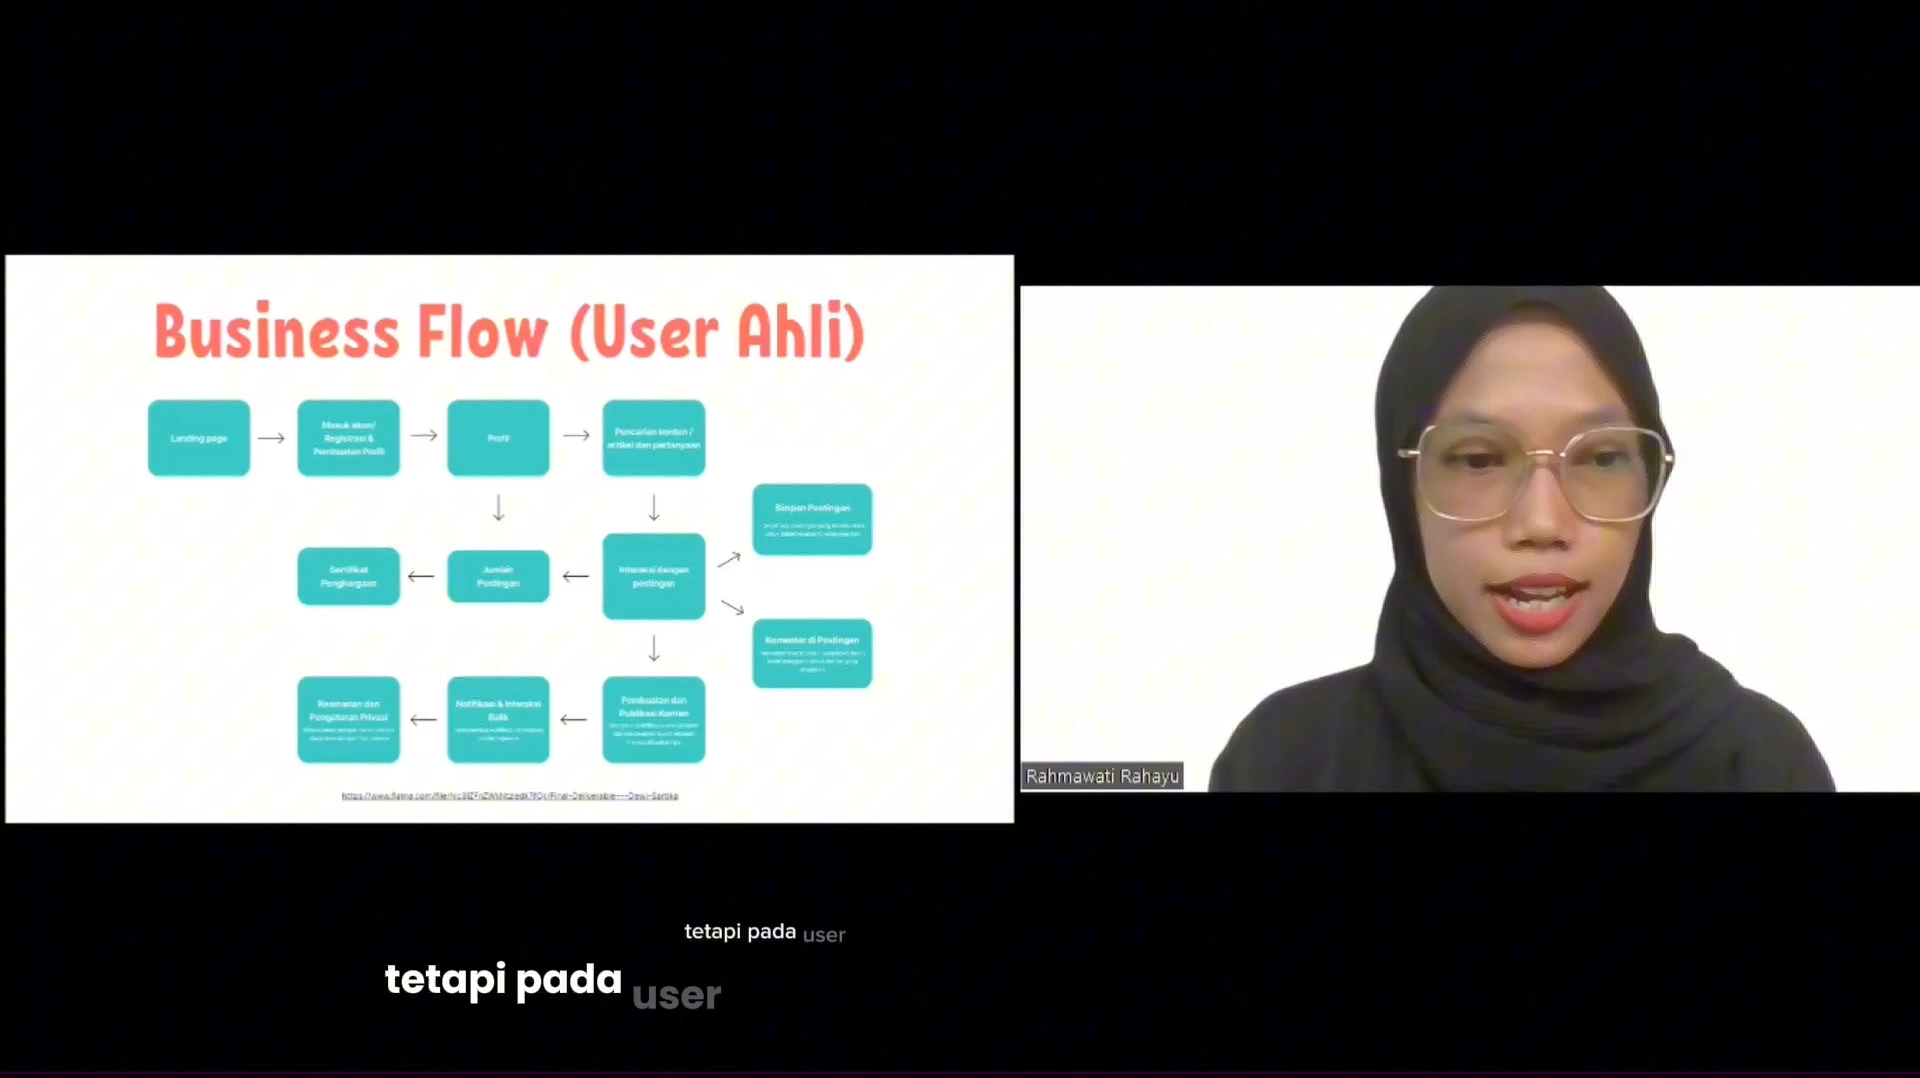 Business Flow (User Ahli)
Landing page
Masuk akun/
Registrasi &
Pembuatan Profil
Profil
Pencarian konten /
artikel dan pertanyaan
Simpan Postingan
Sertifikat
Penghargaan
Jumlah
Postingan
Interaksi dengan
postingan
Komentar di Postingan
Keamanan dan
Pengaturan Privasi
Notifikasi & Interaksi
Balik
Pembuatan dan
Publikasi Konten
Rahmawati Rahayu
tetapi pada user
tetapi pada user